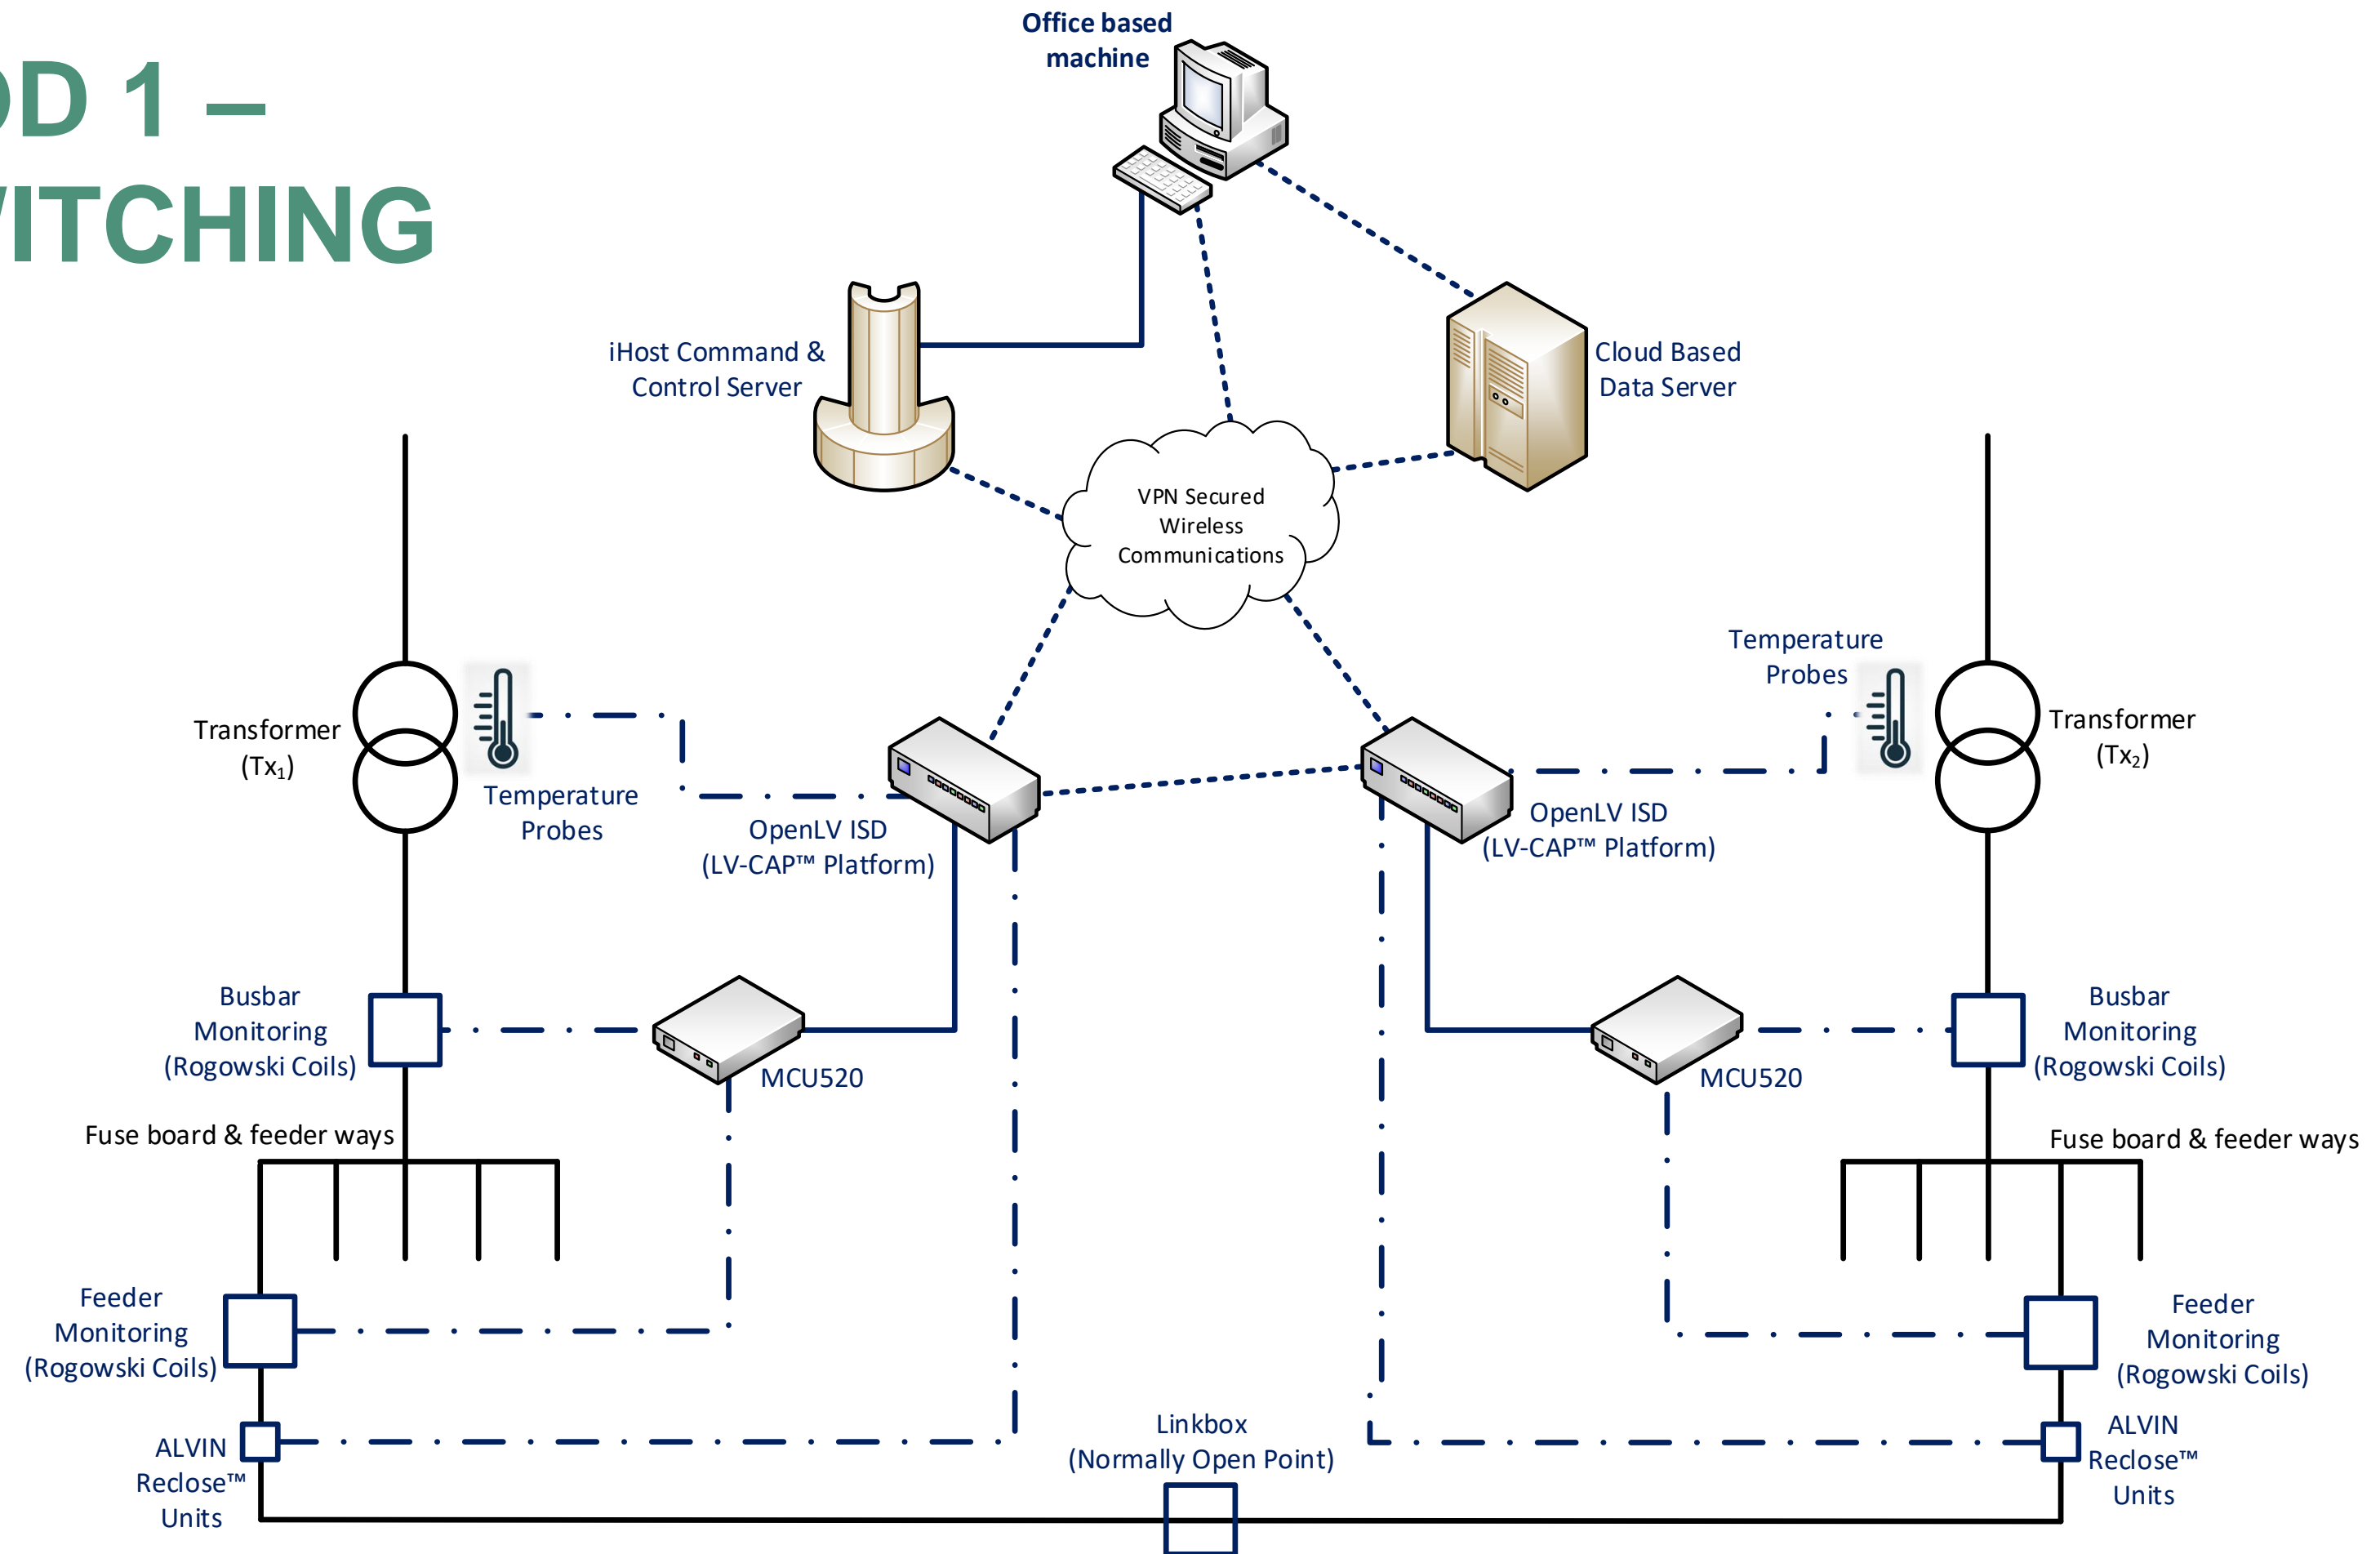 OD 1 –
WITCHING
Office based
machine
iHost Command &
Control Server
Cloud Based
Data Server
VPN Secured
Wireless
Communications
Temperature
Probes
Transformer
(Tx₁)
Transformer
(Tx₂)
Temperature
Probes
OpenLV ISD
(LV-CAP™ Platform)
OpenLV ISD
(LV-CAP™ Platform)
Busbar
Monitoring
(Rogowski Coils)
MCU520
MCU520
Busbar
Monitoring
(Rogowski Coils)
Fuse board & feeder ways
Fuse board & feeder ways
Feeder
Monitoring
(Rogowski Coils)
Feeder
Monitoring
(Rogowski Coils)
ALVIN
Reclose™
Units
Linkbox
(Normally Open Point)
ALVIN
Reclose™
Units